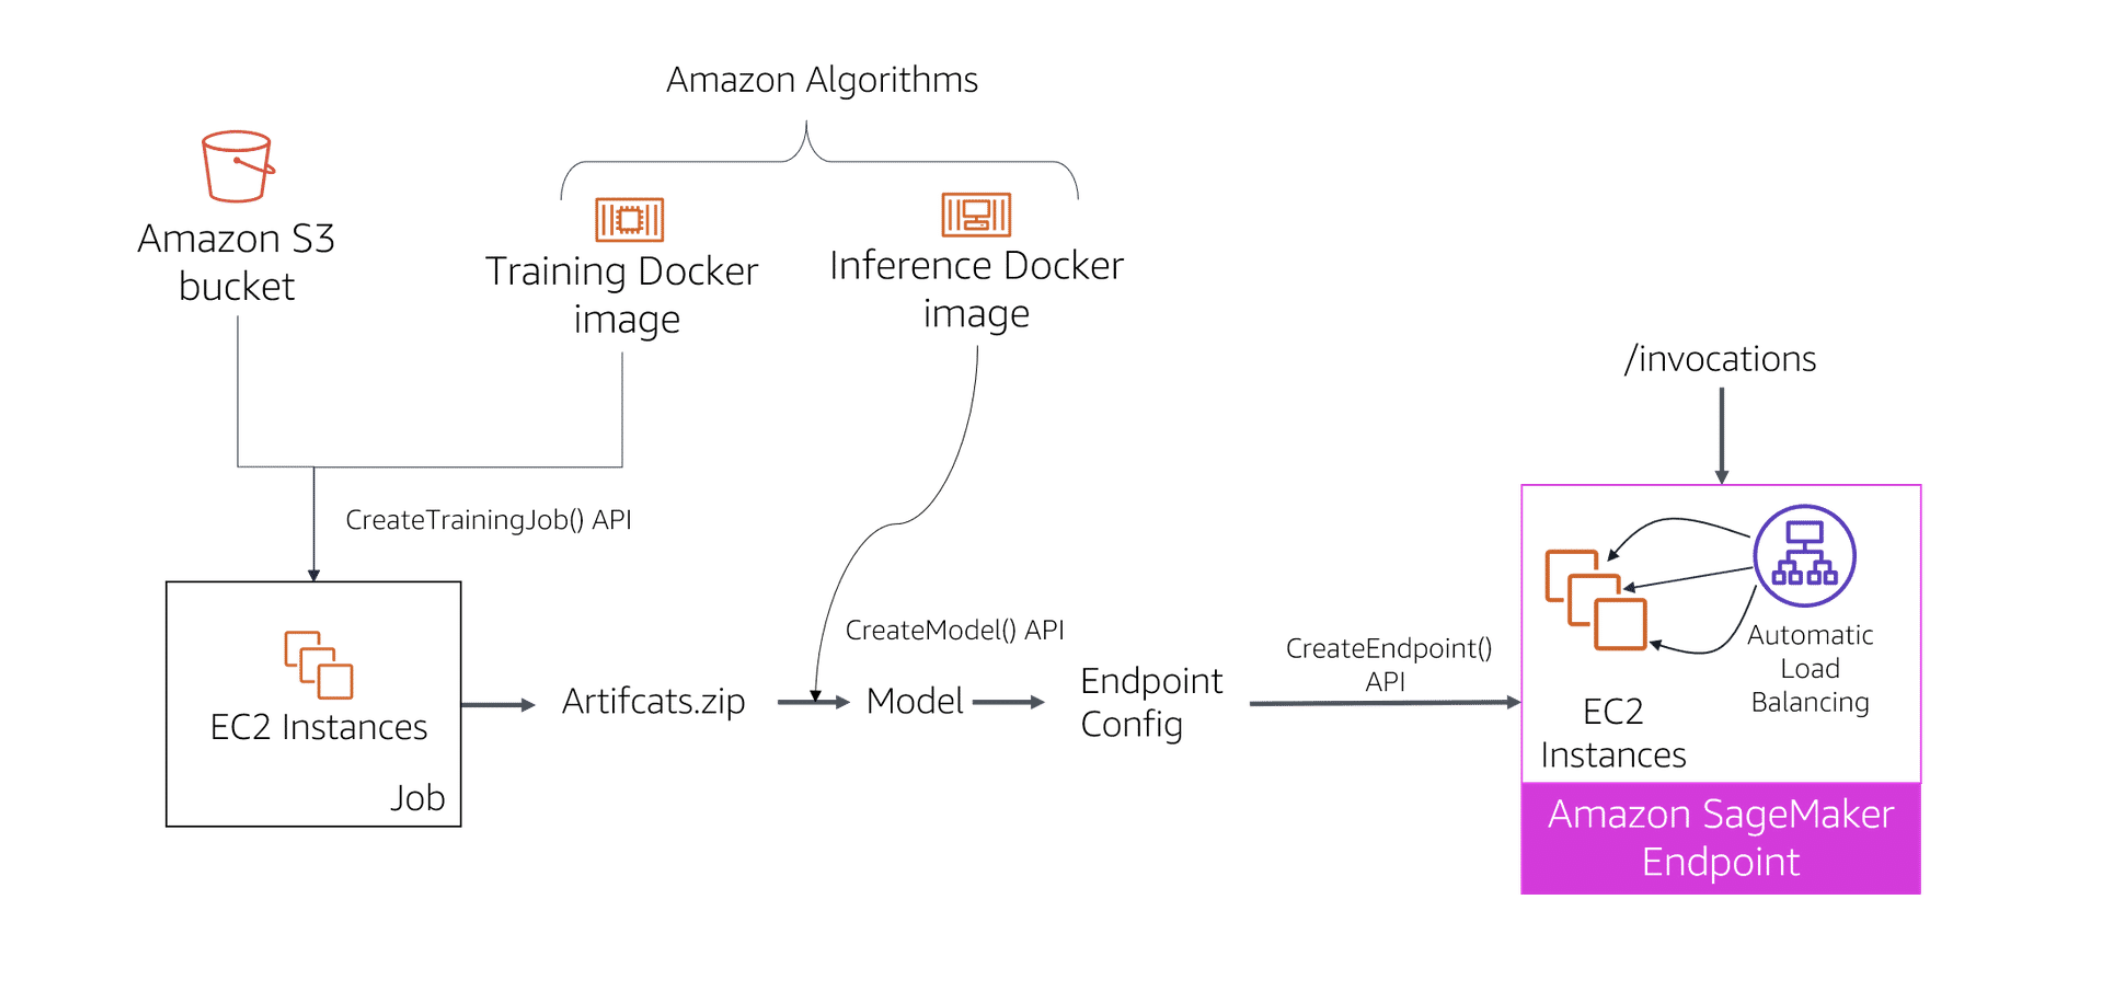 Amazon Algorithms
Amazon S3
bucket
Training Docker
image
Inference Docker
image
/invocations
CreateTrainingJob() API
EC2 Instances
Job
Artifcats.zip
CreateModel() API
Model
Endpoint
Config
CreateEndpoint()
API
EC2
Instances
Automatic
Load
Balancing
Amazon SageMaker
Endpoint